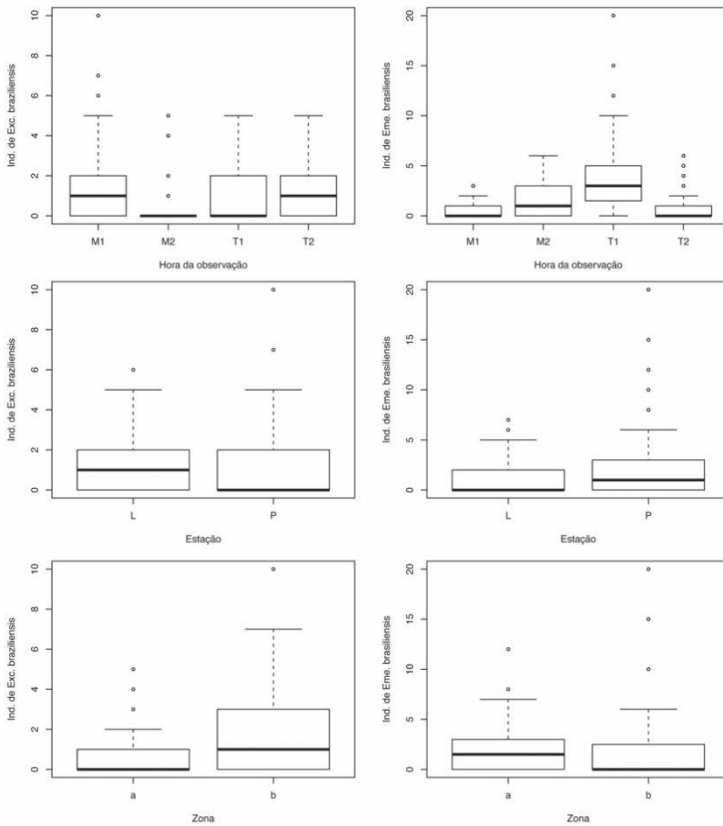 Ind. de Exc. braziliensis
10
8
6
4
2
0
M1 M2 T1 T2
Hora da observação
Ind. de Eme. brasiliensis
20
15
10
5
0
M1 M2 T1 T2
Hora da observação
Ind. de Exc. braziliensis
10
8
6
4
2
0
L P
Estação
Ind. de Eme. brasiliensis
20
15
10
5
0
L P
Estação
Ind. de Exc. braziliensis
10
8
6
4
2
0
a b
Zona
Ind. de Eme. brasiliensis
20
15
10
5
0
a b
Zona